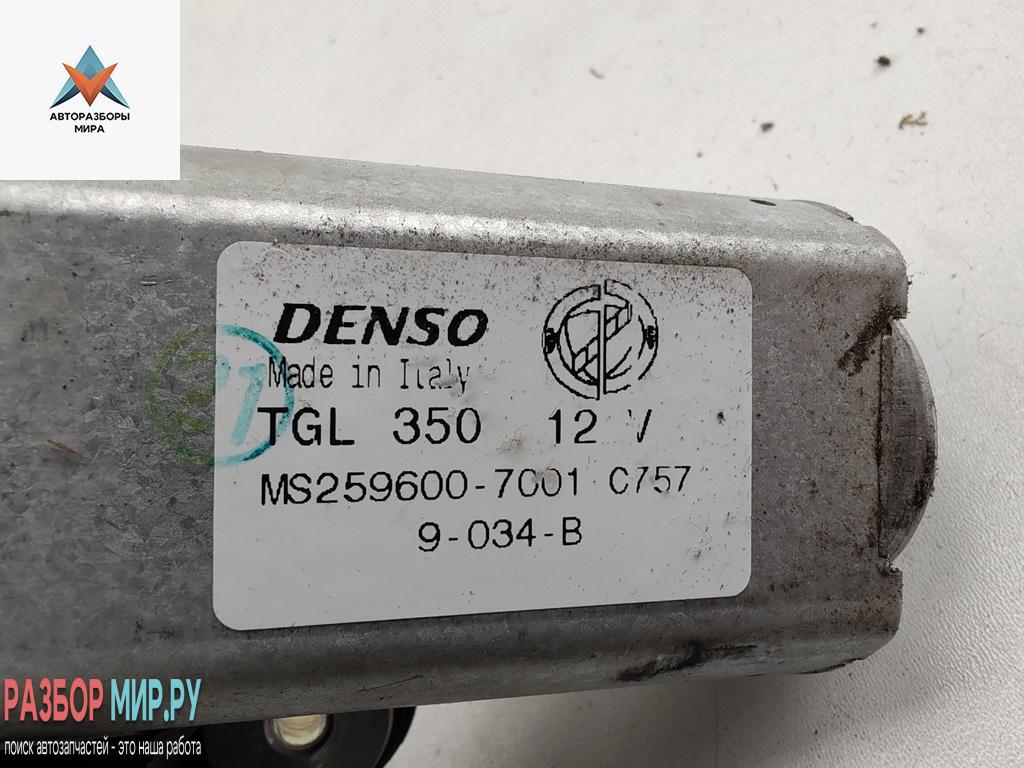 АВТОРАЗБОРЫ
МИРА
DENSO
Made in Italy
TGL 350 12 V
MS259600-7001 C757
9-034-B
РАЗБОР МИР.РУ
поиск автозапчастей - это наша работа